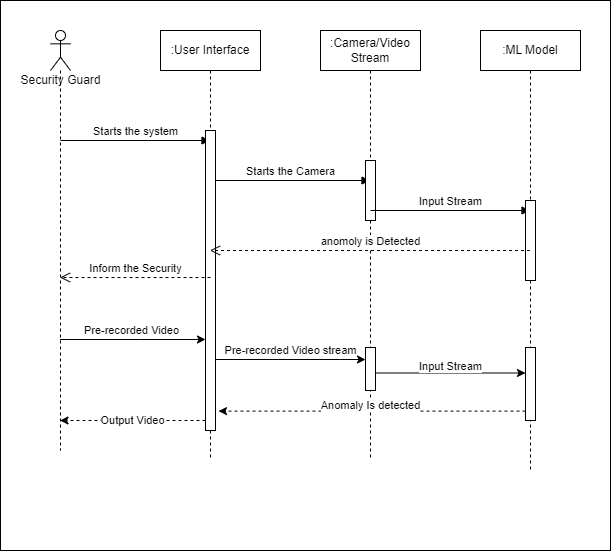 :User Interface
:Camera/Video
Stream
:ML Model
Security Guard
Starts the system
Starts the Camera
Input Stream
anomoly is Detected
Inform the Security
Pre-recorded Video
Pre-recorded Video stream
Input Stream
Anomaly Is detected
Output Video